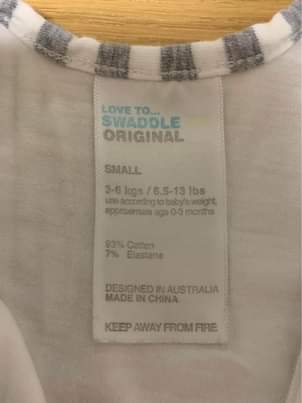 LOVE TO...
SWADDLE
ORIGINAL
SMALL
3-6 kgs / 6.5-13 lbs
use according to baby's weight,
approximate age 0-3 months
93% Cotton
7% Elastane
DESIGNED IN AUSTRALIA
MADE IN CHINA
KEEP AWAY FROM FIRE